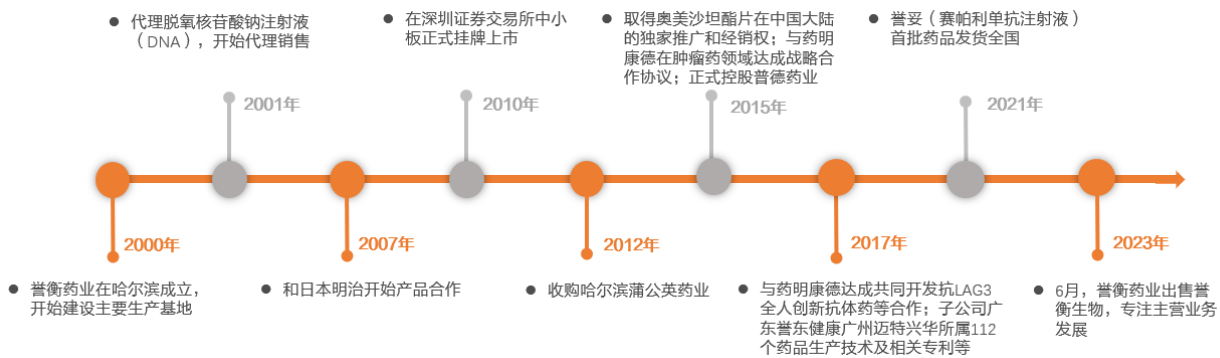 ● 代理脱氧核苷酸钠注射液
（DNA），开始代理销售
● 在深圳证券交易所中小
板正式挂牌上市
● 取得奥美沙坦酯片在中国大陆
的独家推广和经销权；与药明
康德在肿瘤药领域达成战略合
作协议；正式控股普德药业
● 誉妥（赛帕利单抗注射液）
首批药品发货全国
2001年
2010年
2015年
2021年
2000年
2007年
2012年
2017年
2023年
● 誉衡药业在哈尔滨成立，
开始建设主要生产基地
● 和日本明治开始产品合作
● 收购哈尔滨蒲公英药业
● 与药明康德达成共同开发抗LAG3
全人创新抗体药等合作；子公司广
东誉东健康广州迈特兴华所属112
个药品生产技术及相关专利等
● 6月，誉衡药业出售誉
衡生物，专注主营业务
发展